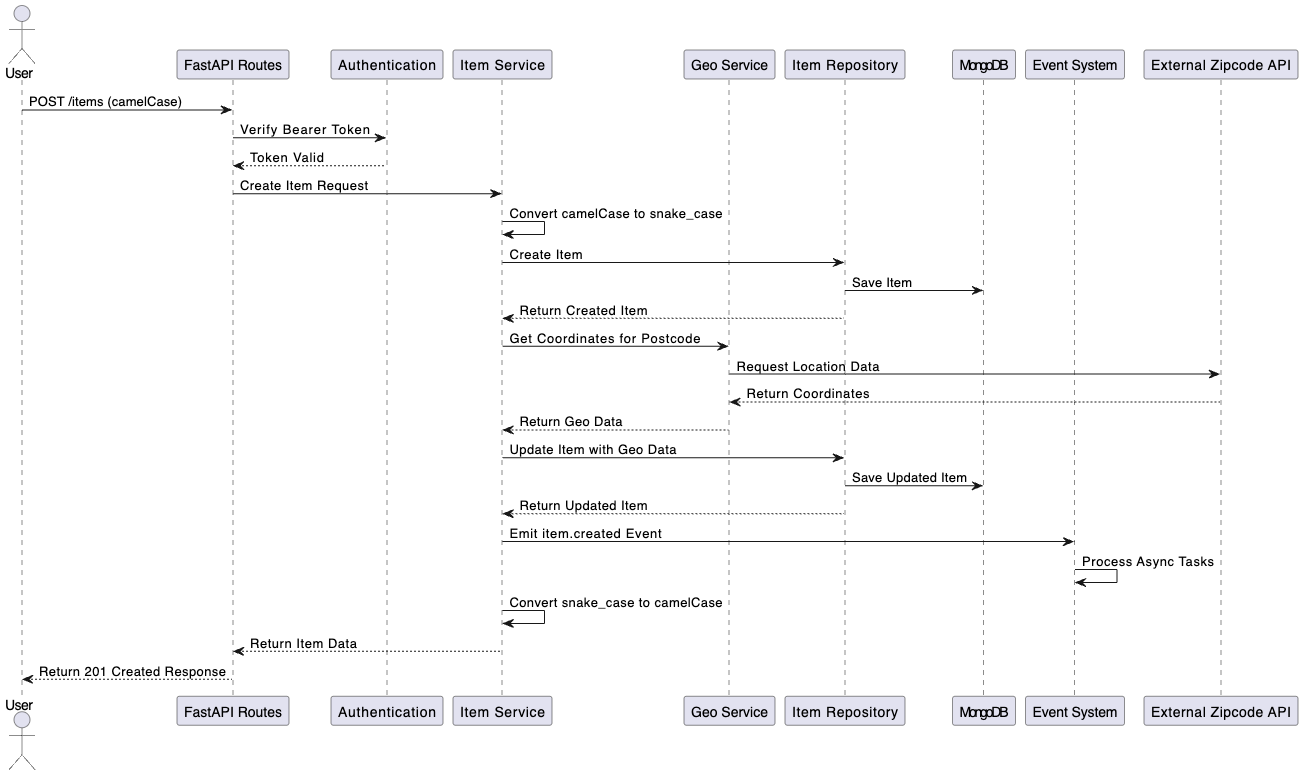 User
FastAPI Routes
Authentication
Item Service
Geo Service
Item Repository
MongoDB
Event System
External Zipcode API
POST /items (camelCase)
Verify Bearer Token
Token Valid
Create Item Request
Convert camelCase to snake_case
Create Item
Save Item
Return Created Item
Get Coordinates for Postcode
Request Location Data
Return Coordinates
Return Geo Data
Update Item with Geo Data
Save Updated Item
Return Updated Item
Emit item.created Event
Process Async Tasks
Convert snake_case to camelCase
Return Item Data
Return 201 Created Response
User
FastAPI Routes
Authentication
Item Service
Geo Service
Item Repository
MongoDB
Event System
External Zipcode API